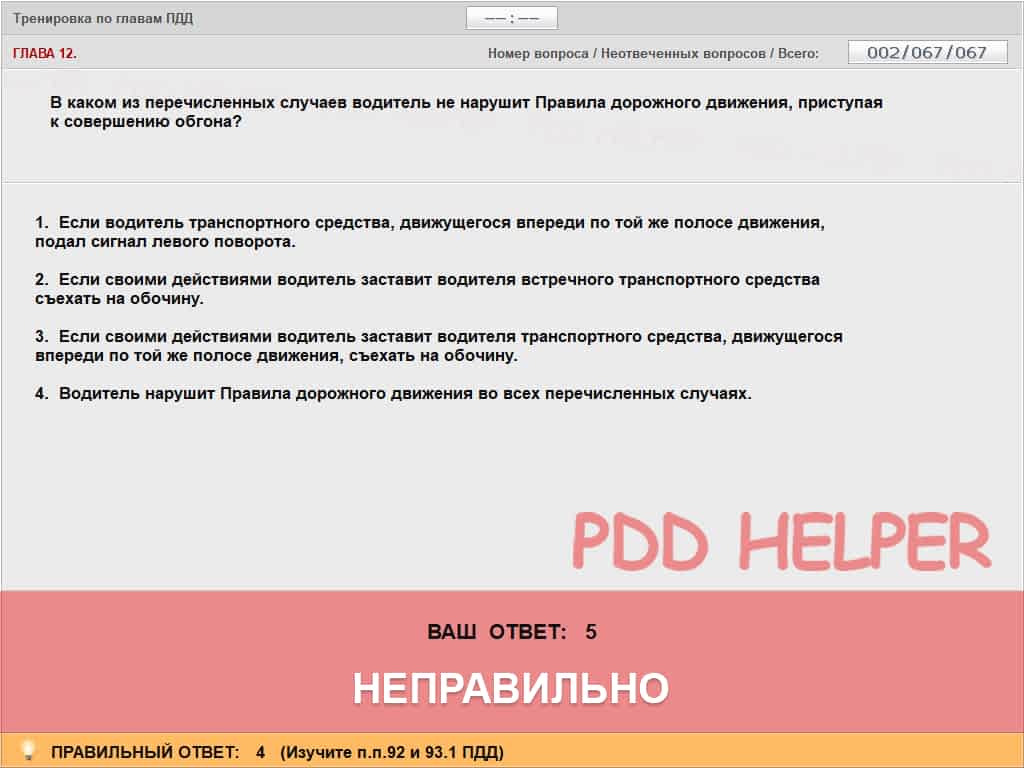 Тренировка по главам ПДД
–– : ––
ГЛАВА 12.
Номер вопроса / Неотвеченных вопросов / Всего:
002/067/067
В каком из перечисленных случаев водитель не нарушит Правила дорожного движения, приступая
к совершению обгона?
1. Если водитель транспортного средства, движущегося впереди по той же полосе движения,
подал сигнал левого поворота.
2. Если своими действиями водитель заставит водителя встречного транспортного средства
съехать на обочину.
3. Если своими действиями водитель заставит водителя транспортного средства, движущегося
впереди по той же полосе движения, съехать на обочину.
4. Водитель нарушит Правила дорожного движения во всех перечисленных случаях.
PDD HELPER
ВАШ ОТВЕТ: 5
НЕПРАВИЛЬНО
ПРАВИЛЬНЫЙ ОТВЕТ: 4 (Изучите п.п.92 и 93.1 ПДД)